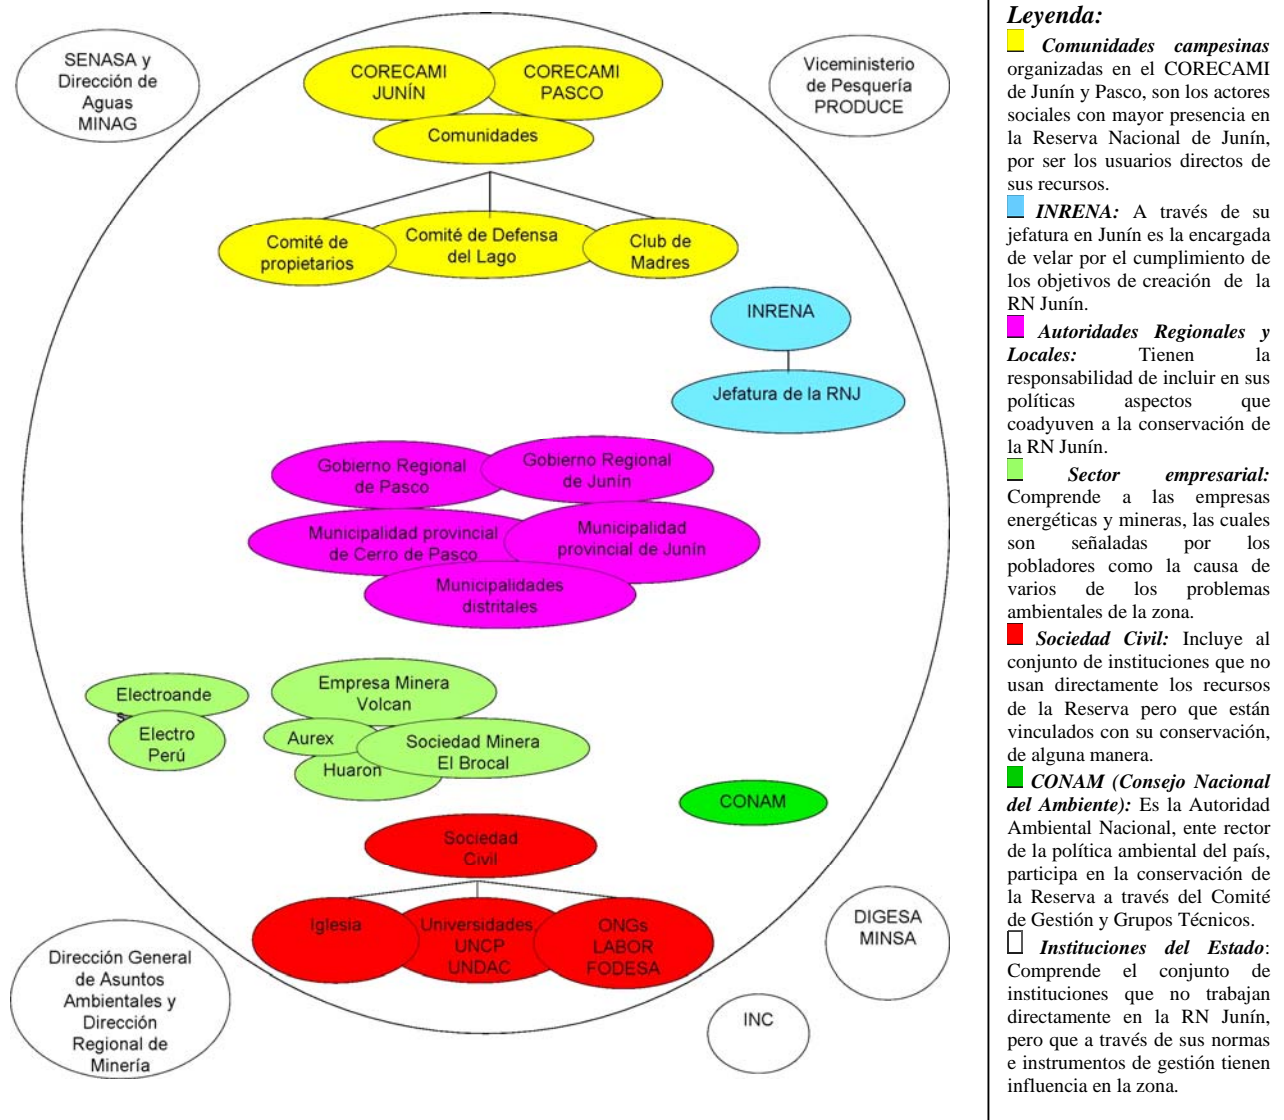 SENASA y
Dirección de
Aguas
MINAG
CORECAMI
JUNÍN
CORECAMI
PASCO
Comunidades
Viceministerio
de Pesquería
PRODUCE
Comité de
propietarios
Comité de Defensa
del Lago
Club de
Madres
INRENA
Jefatura de la RNJ
Gobierno Regional
de Pasco
Gobierno Regional
de Junín
Municipalidad provincial
de Cerro de Pasco
Municipalidad
provincial de Junín
Municipalidades
distritales
Electroande
s
Electro
Perú
Empresa Minera
Volcan
Aurex
Huaron
Sociedad Minera
El Brocal
CONAM
Sociedad
Civil
Iglesia
Universidades,
UNCP
UNDAC
ONGs
LABOR
FODESA
DIGESA
MINSA
INC
Dirección General
de Asuntos
Ambientales y
Dirección
Regional de
Minería
Leyenda:
Comunidades campesinas
organizadas en el CORECAMI
de Junín y Pasco, son los actores
sociales con mayor presencia en
la Reserva Nacional de Junín,
por ser los usuarios directos de
sus recursos.
INRENA: A través de su
jefatura en Junín es la encargada
de velar por el cumplimiento de
los objetivos de creación de la
RN Junín.
Autoridades Regionales y
Locales: Tienen la
responsabilidad de incluir en sus
políticas aspectos que
coadyuven a la conservación de
la RN Junín.
Sector empresarial:
Comprende a las empresas
energéticas y mineras, las cuales
son señaladas por los
pobladores como la causa de
varios de los problemas
ambientales de la zona.
Sociedad Civil: Incluye al
conjunto de instituciones que no
usan directamente los recursos
de la Reserva pero que están
vinculados con su conservación,
de alguna manera.
CONAM (Consejo Nacional
del Ambiente): Es la Autoridad
Ambiental Nacional, ente rector
de la política ambiental del país,
participa en la conservación de
la Reserva a través del Comité
de Gestión y Grupos Técnicos.
Instituciones del Estado:
Comprende el conjunto de
instituciones que no trabajan
directamente en la RN Junín,
pero que a través de sus normas
e instrumentos de gestión tienen
influencia en la zona.